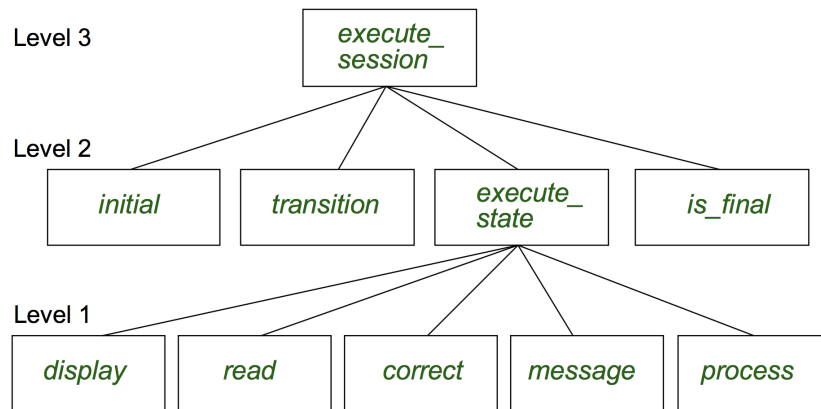 Level 3
execute_
session
Level 2
initial
transition
execute_
state
is_final
Level 1
display
read
correct
message
process